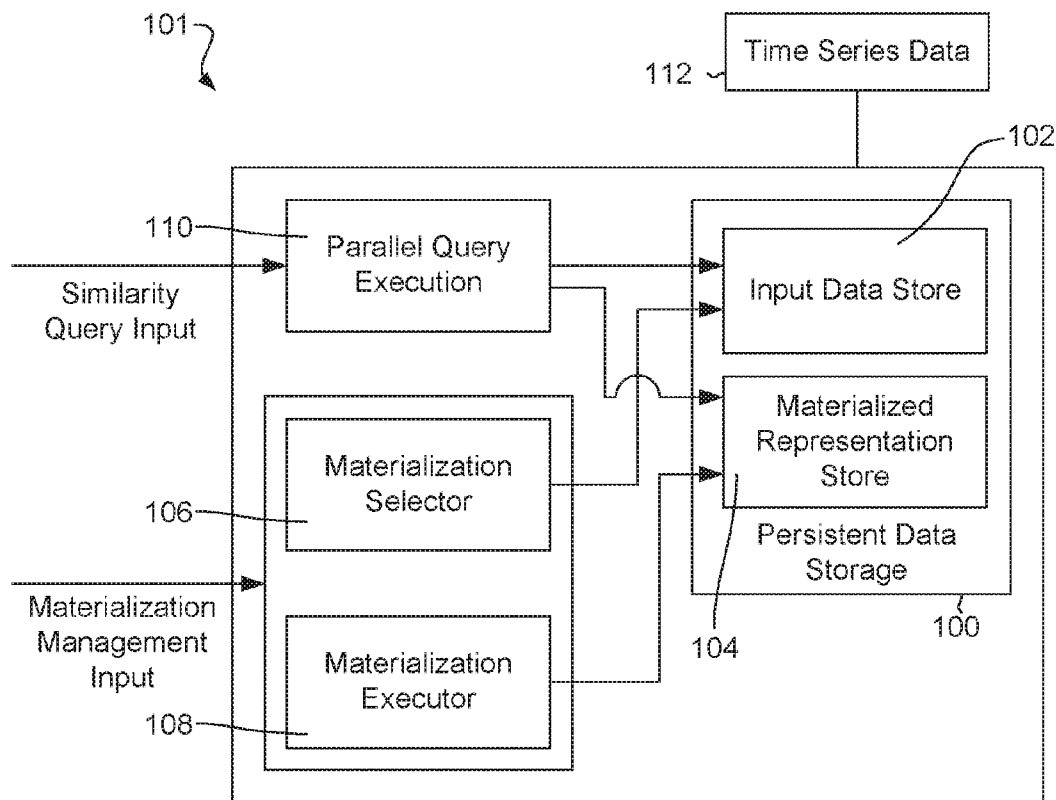 101
Time Series Data
112
102
110
Parallel Query
Execution
Input Data Store
Similarity
Query Input
Materialized
Representation
Store
Materialization
Selector
106
Persistent Data
Storage
Materialization
Management
Input
104
100
Materialization
Executor
108